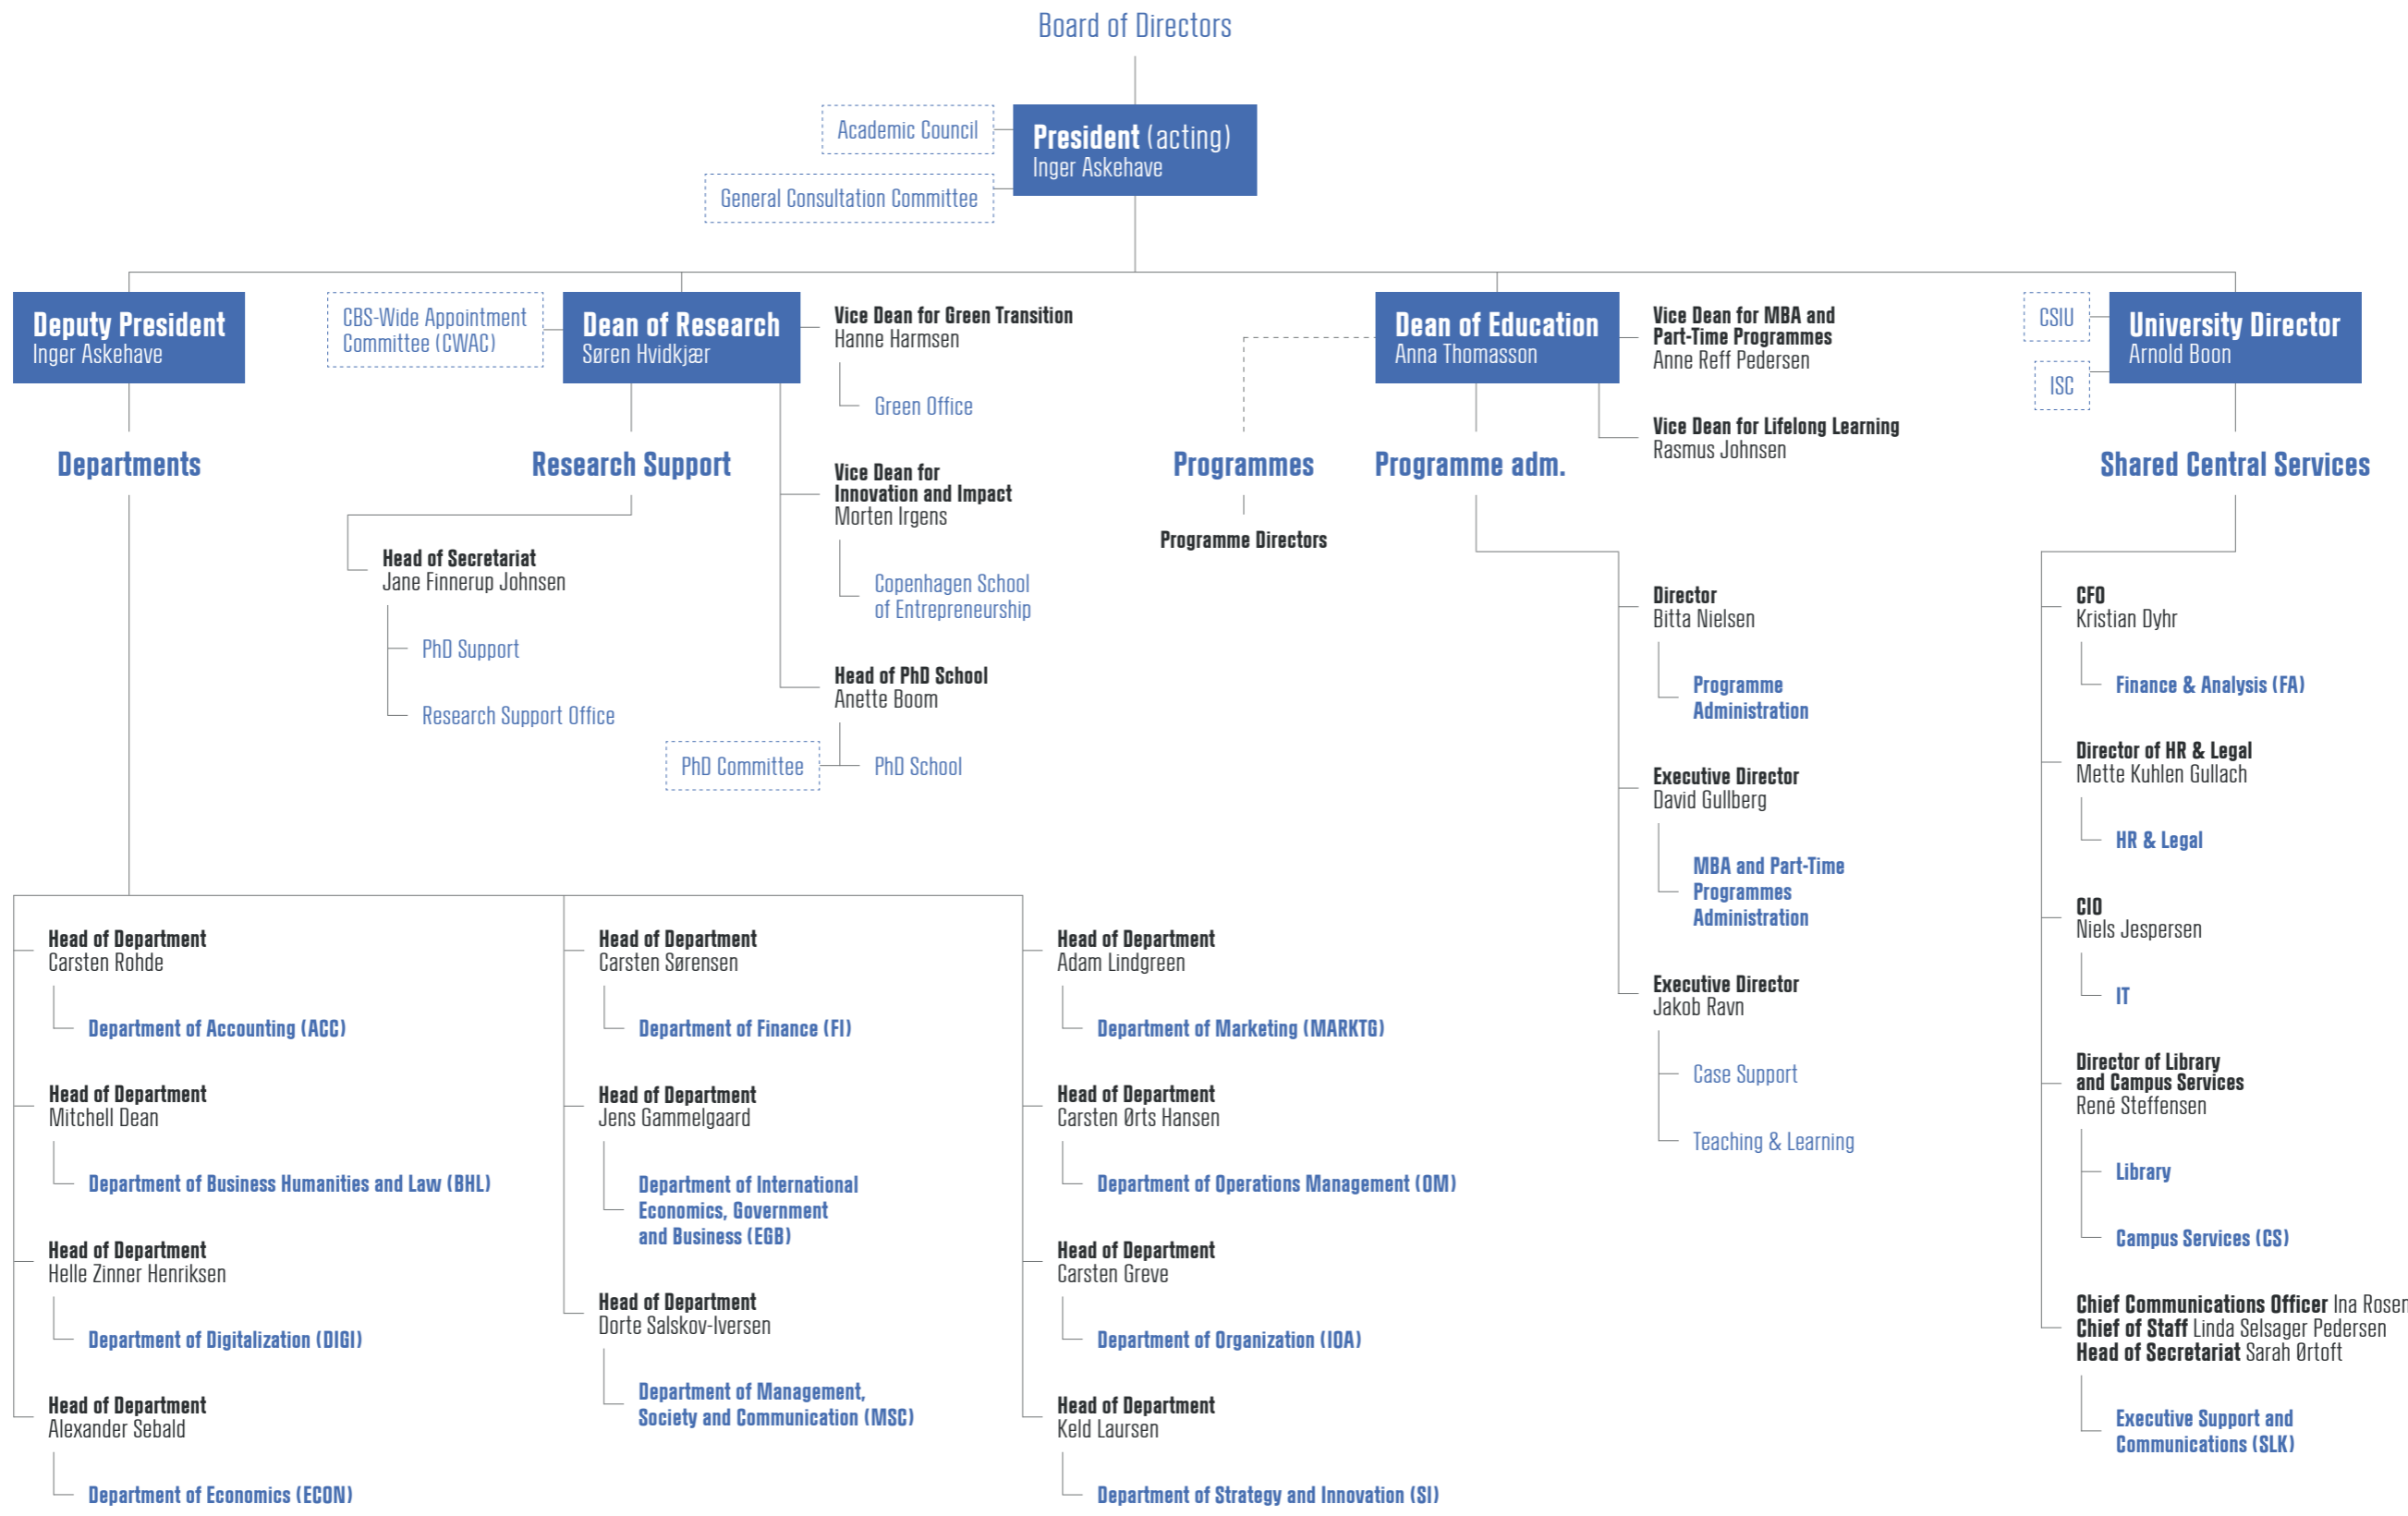 Board of Directors
Academic Council
President (acting)
Inger Askehave
General Consultation Committee
Deputy President
Inger Askehave
Departments
CBS-Wide Appointment
Committee (CWAC)
Dean of Research
Søren Hvidkjær
Research Support
Head of Secretariat
Jane Finnerup Johnsen
PhD Support
Research Support Office
Vice Dean for Green Transition
Hanne Harmsen
Green Office
Vice Dean for
Innovation and Impact
Morten Irgens
Copenhagen School
of Entrepreneurship
Head of PhD School
Anette Boom
PhD Committee
PhD School
Dean of Education
Anna Thomasson
Vice Dean for MBA and
Part-Time Programmes
Anne Reff Pedersen
Vice Dean for Lifelong Learning
Rasmus Johnsen
Programmes
Programme Directors
Programme adm.
Director
Bitta Nielsen
Programme
Administration
Executive Director
David Gullberg
MBA and Part-Time
Programmes
Administration
Executive Director
Jakob Ravn
Case Support
Teaching & Learning
CSIU
ISC
University Director
Arnold Boon
Shared Central Services
CFO
Kristian Dyhr
Finance & Analysis (FA)
Director of HR & Legal
Mette Kuhlen Gullach
HR & Legal
CIO
Niels Jespersen
IT
Director of Library
and Campus Services
René Steffensen
Library
Campus Services (CS)
Chief Communications Officer Ina Rosen
Chief of Staff Linda Selsager Pedersen
Head of Secretariat Sarah Ørtoft
Executive Support and
Communications (SLK)
Head of Department
Carsten Rohde
Department of Accounting (ACC)
Head of Department
Mitchell Dean
Department of Business Humanities and Law (BHL)
Head of Department
Helle Zinner Henriksen
Department of Digitalization (DIGI)
Head of Department
Alexander Sebald
Department of Economics (ECON)
Head of Department
Carsten Sørensen
Department of Finance (FI)
Head of Department
Jens Gammelgaard
Department of International
Economics, Government
and Business (EGB)
Head of Department
Dorte Salskov-Iversen
Department of Management,
Society and Communication (MSC)
Head of Department
Adam Lindgreen
Department of Marketing (MARKTG)
Head of Department
Carsten Ørts Hansen
Department of Operations Management (OM)
Head of Department
Carsten Greve
Department of Organization (IOA)
Head of Department
Keld Laursen
Department of Strategy and Innovation (SI)